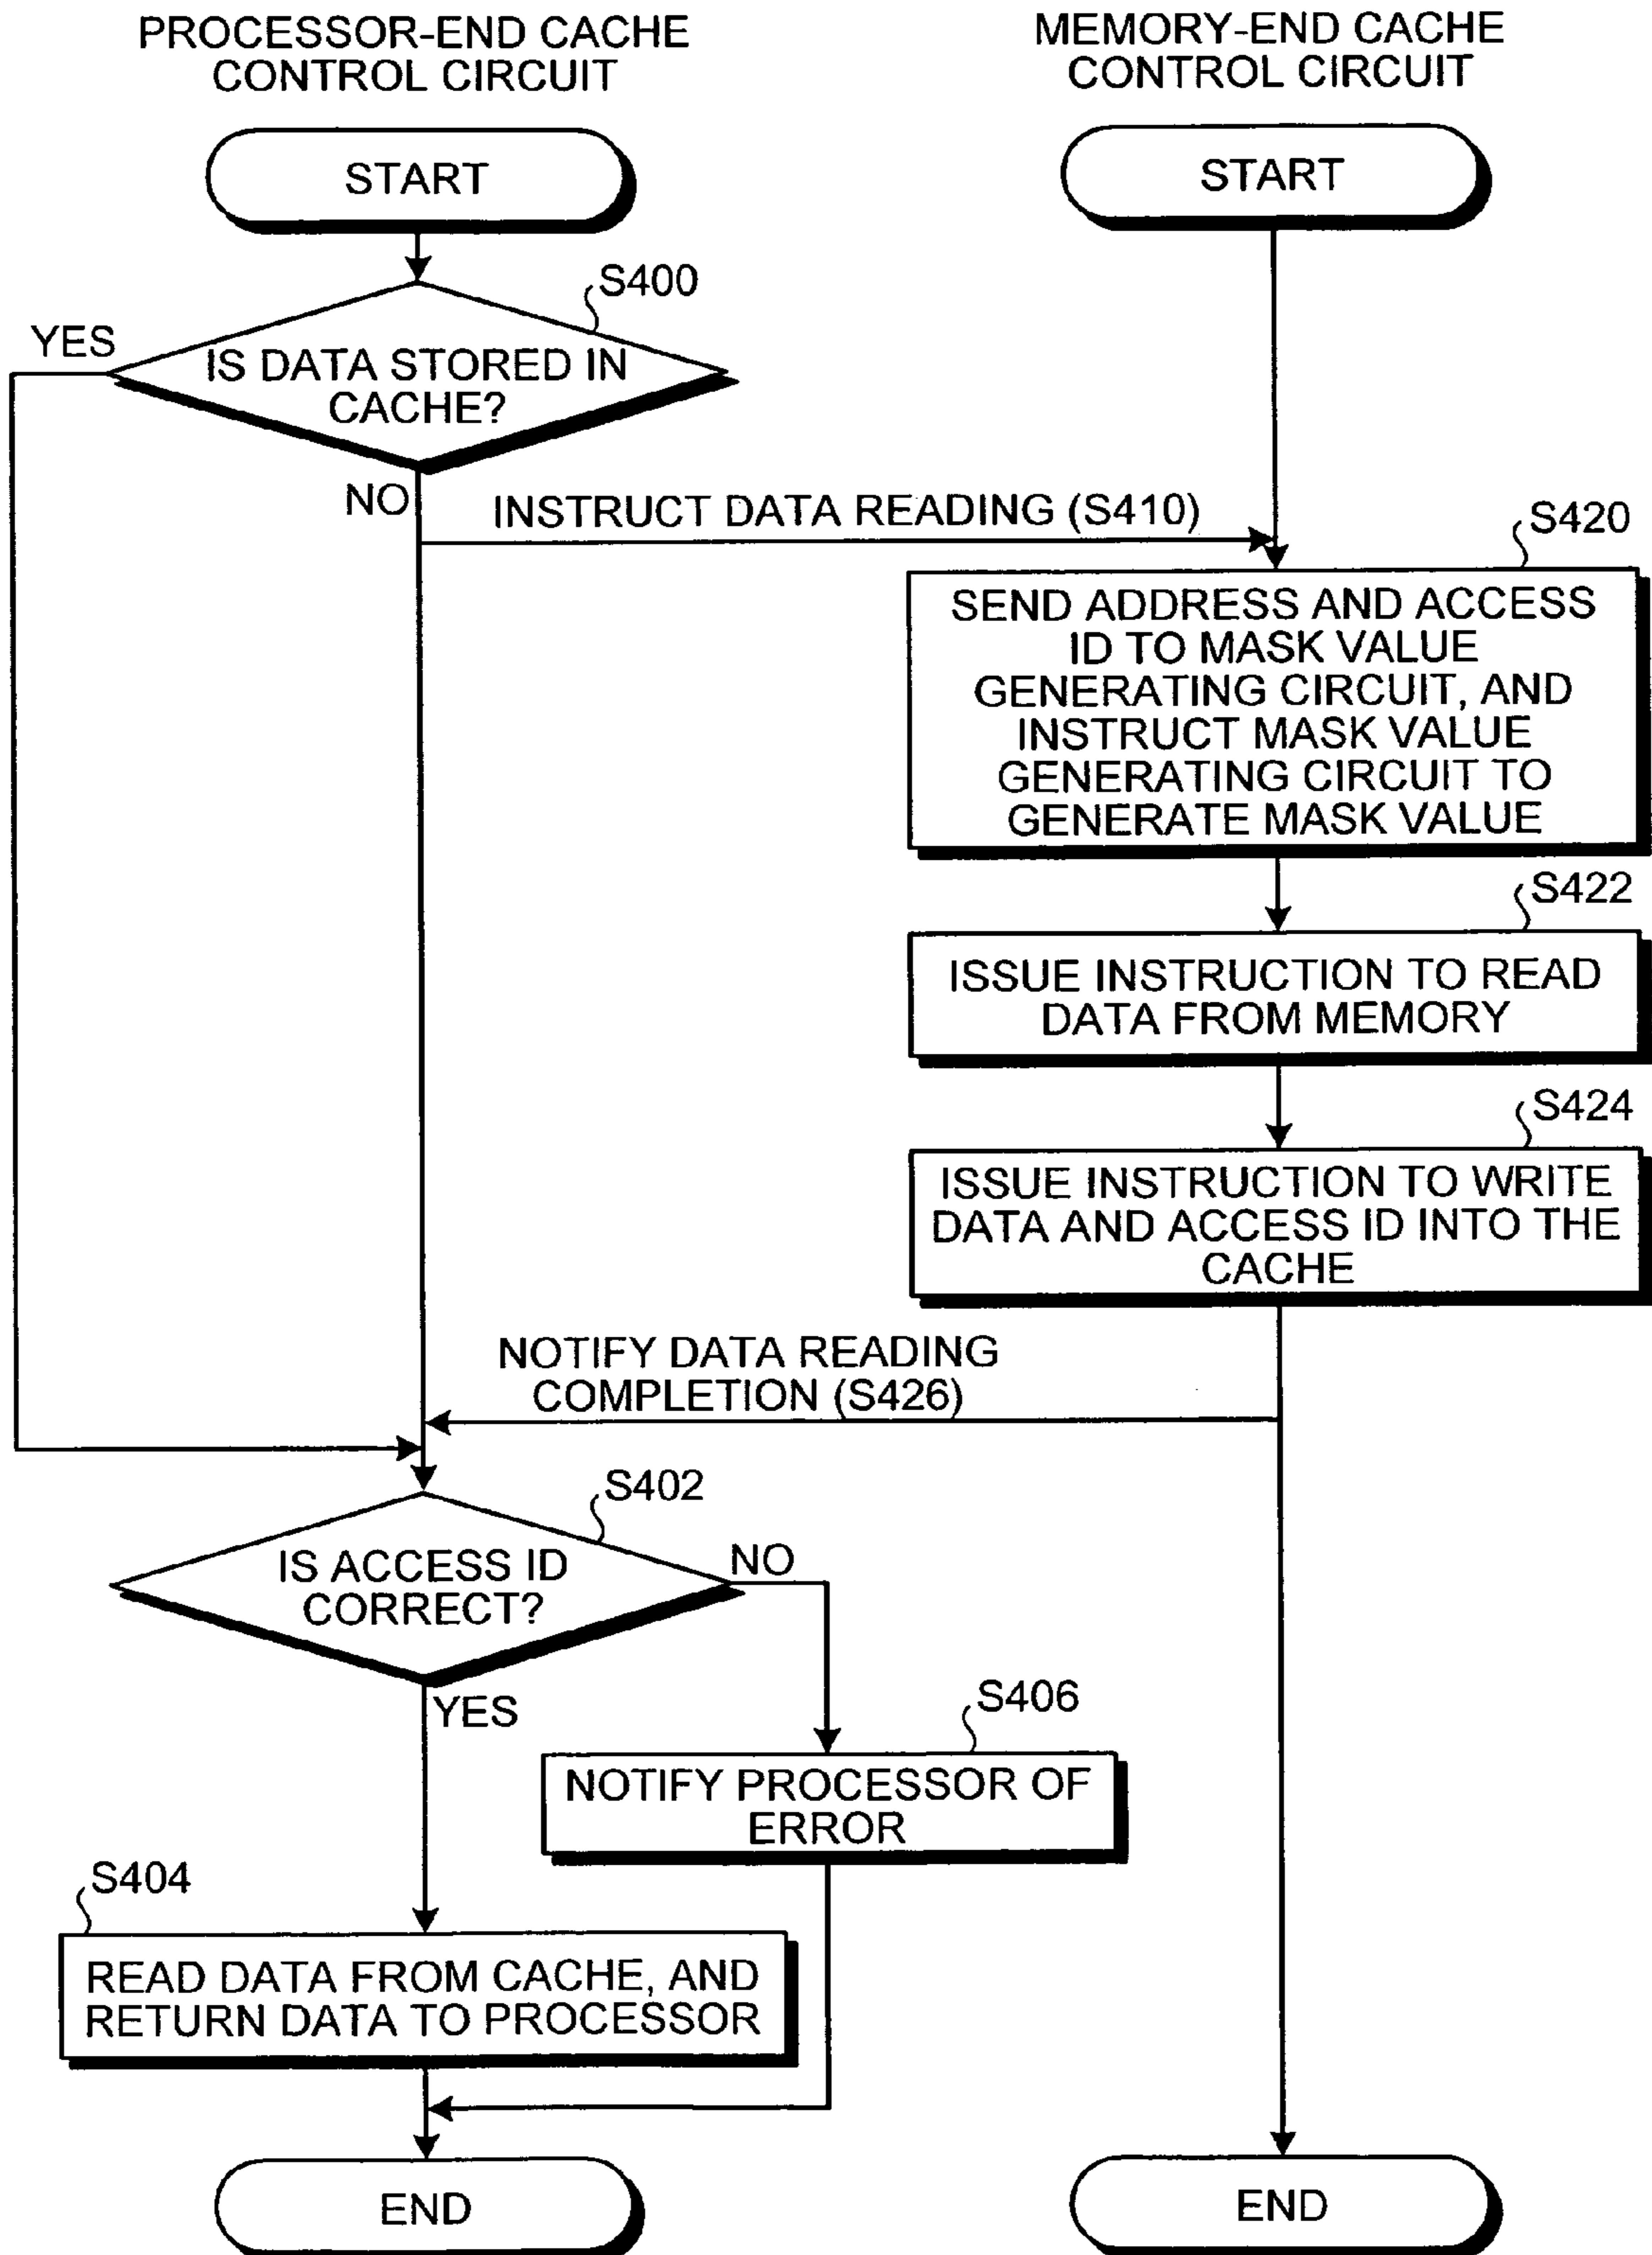 PROCESSOR-END CACHE
CONTROL CIRCUIT
MEMORY-END CACHE
CONTROL CIRCUIT
START
START
S400
YES
IS DATA STORED IN
CACHE?
NO
INSTRUCT DATA READING (S410)
S420
SEND ADDRESS AND ACCESS
ID TO MASK VALUE
GENERATING CIRCUIT, AND
INSTRUCT MASK VALUE
GENERATING CIRCUIT TO
GENERATE MASK VALUE
S422
ISSUE INSTRUCTION TO READ
DATA FROM MEMORY
S424
ISSUE INSTRUCTION TO WRITE
DATA AND ACCESS ID INTO THE
CACHE
NOTIFY DATA READING
COMPLETION (S426)
S402
IS ACCESS ID
CORRECT?
NO
YES
S406
NOTIFY PROCESSOR OF
ERROR
S404
READ DATA FROM CACHE, AND
RETURN DATA TO PROCESSOR
END
END